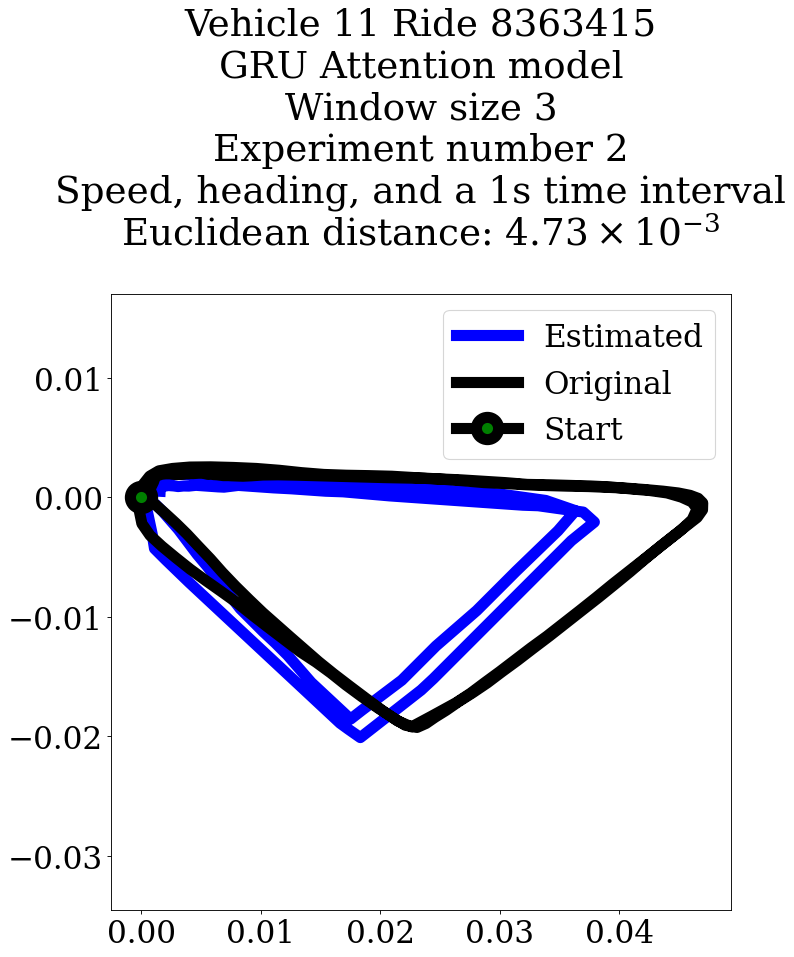 Vehicle 11 Ride 8363415
GRU Attention model
Window size 3
Experiment number 2
Speed, heading, and a 1s time interval
Euclidean distance: 4.73 × 10⁻³
Estimated
Original
Start
0.01
0.00
−0.01
−0.02
−0.03
0.00 0.01 0.02 0.03 0.04